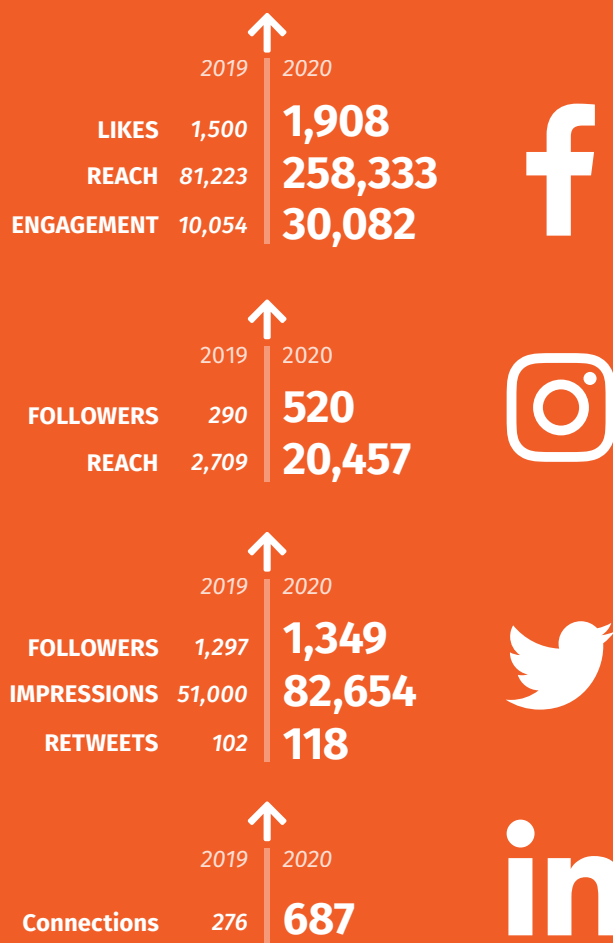 2019 2020
LIKES 1,500 1,908
REACH 81,223 258,333
ENGAGEMENT 10,054 30,082
2019 2020
FOLLOWERS 290 520
REACH 2,709 20,457
2019 2020
FOLLOWERS 1,297 1,349
IMPRESSIONS 51,000 82,654
RETWEETS 102 118
2019 2020
Connections 276 687